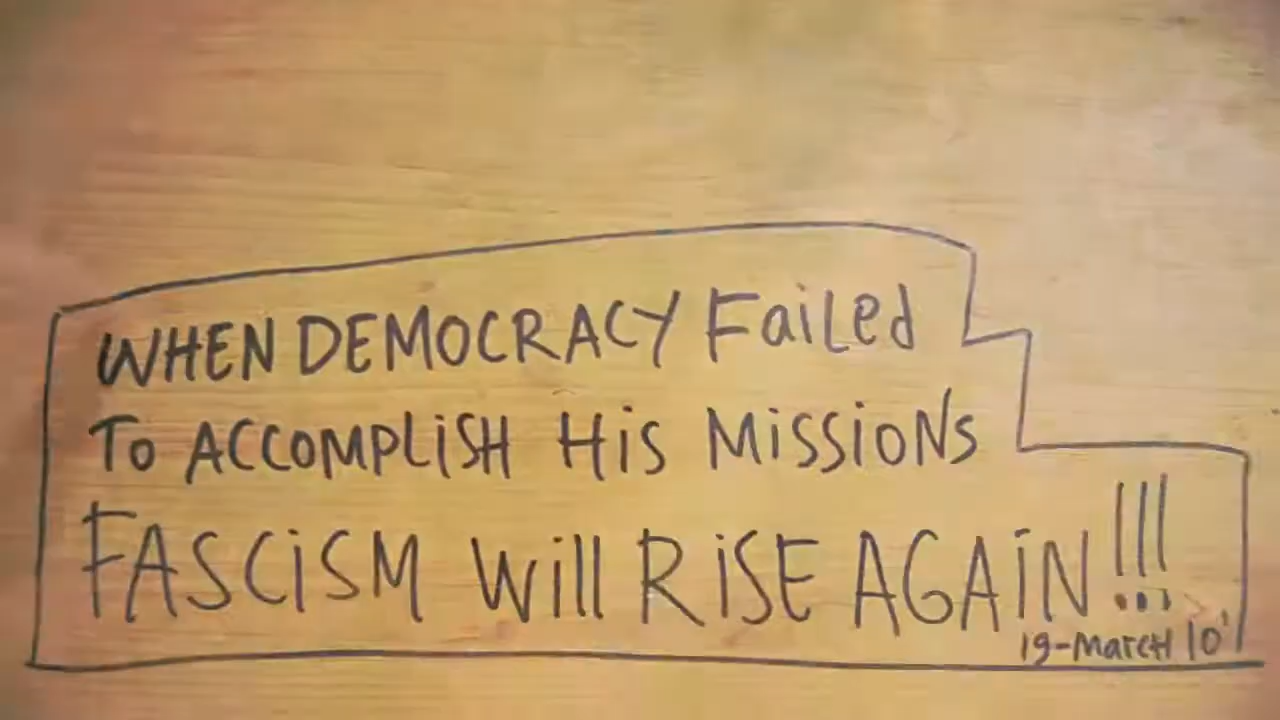 WHEN DEMOCRACY Failed
To ACCOMPLiSH His MissioNs
FASCiSM Will RiSE AGAiN!!!
19-MarcH 10'